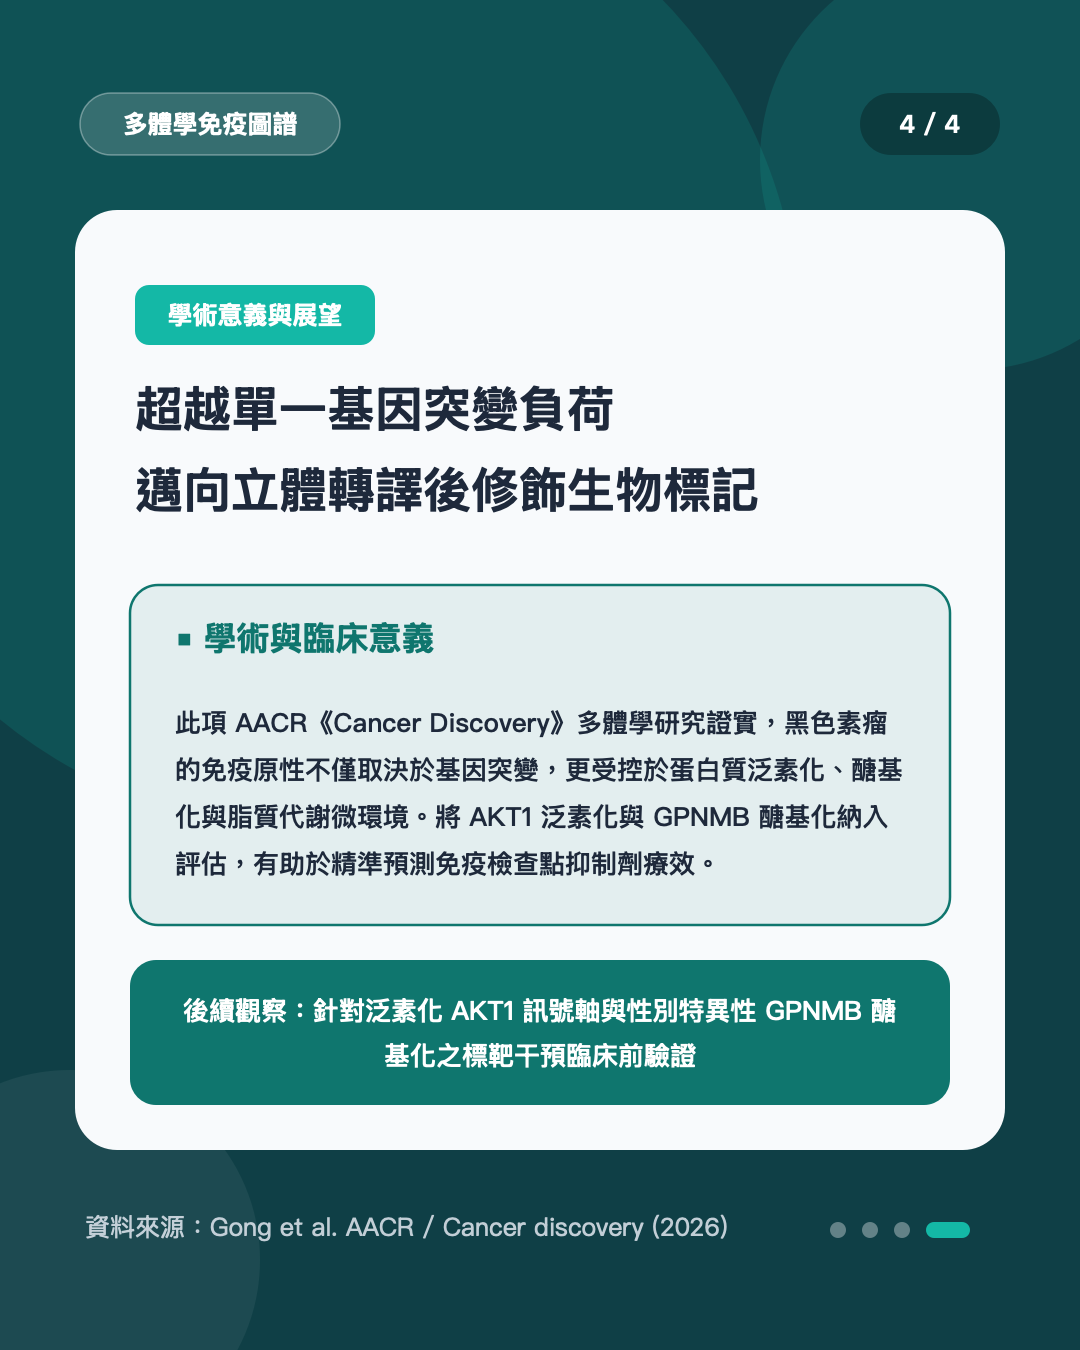 多體學免疫圖譜
4 / 4
學術意義與展望
超越單一基因突變負荷
邁向立體轉譯後修飾生物標記
▪ 學術與臨床意義
此項 AACR《Cancer Discovery》多體學研究證實，黑色素瘤
的免疫原性不僅取決於基因突變，更受控於蛋白質泛素化、醣基
化與脂質代謝微環境。將 AKT1 泛素化與 GPNMB 醣基化納入
評估，有助於精準預測免疫檢查點抑制劑療效。
後續觀察：針對泛素化 AKT1 訊號軸與性別特異性 GPNMB 醣
基化之標靶干預臨床前驗證
資料來源：Gong et al. AACR / Cancer discovery (2026)